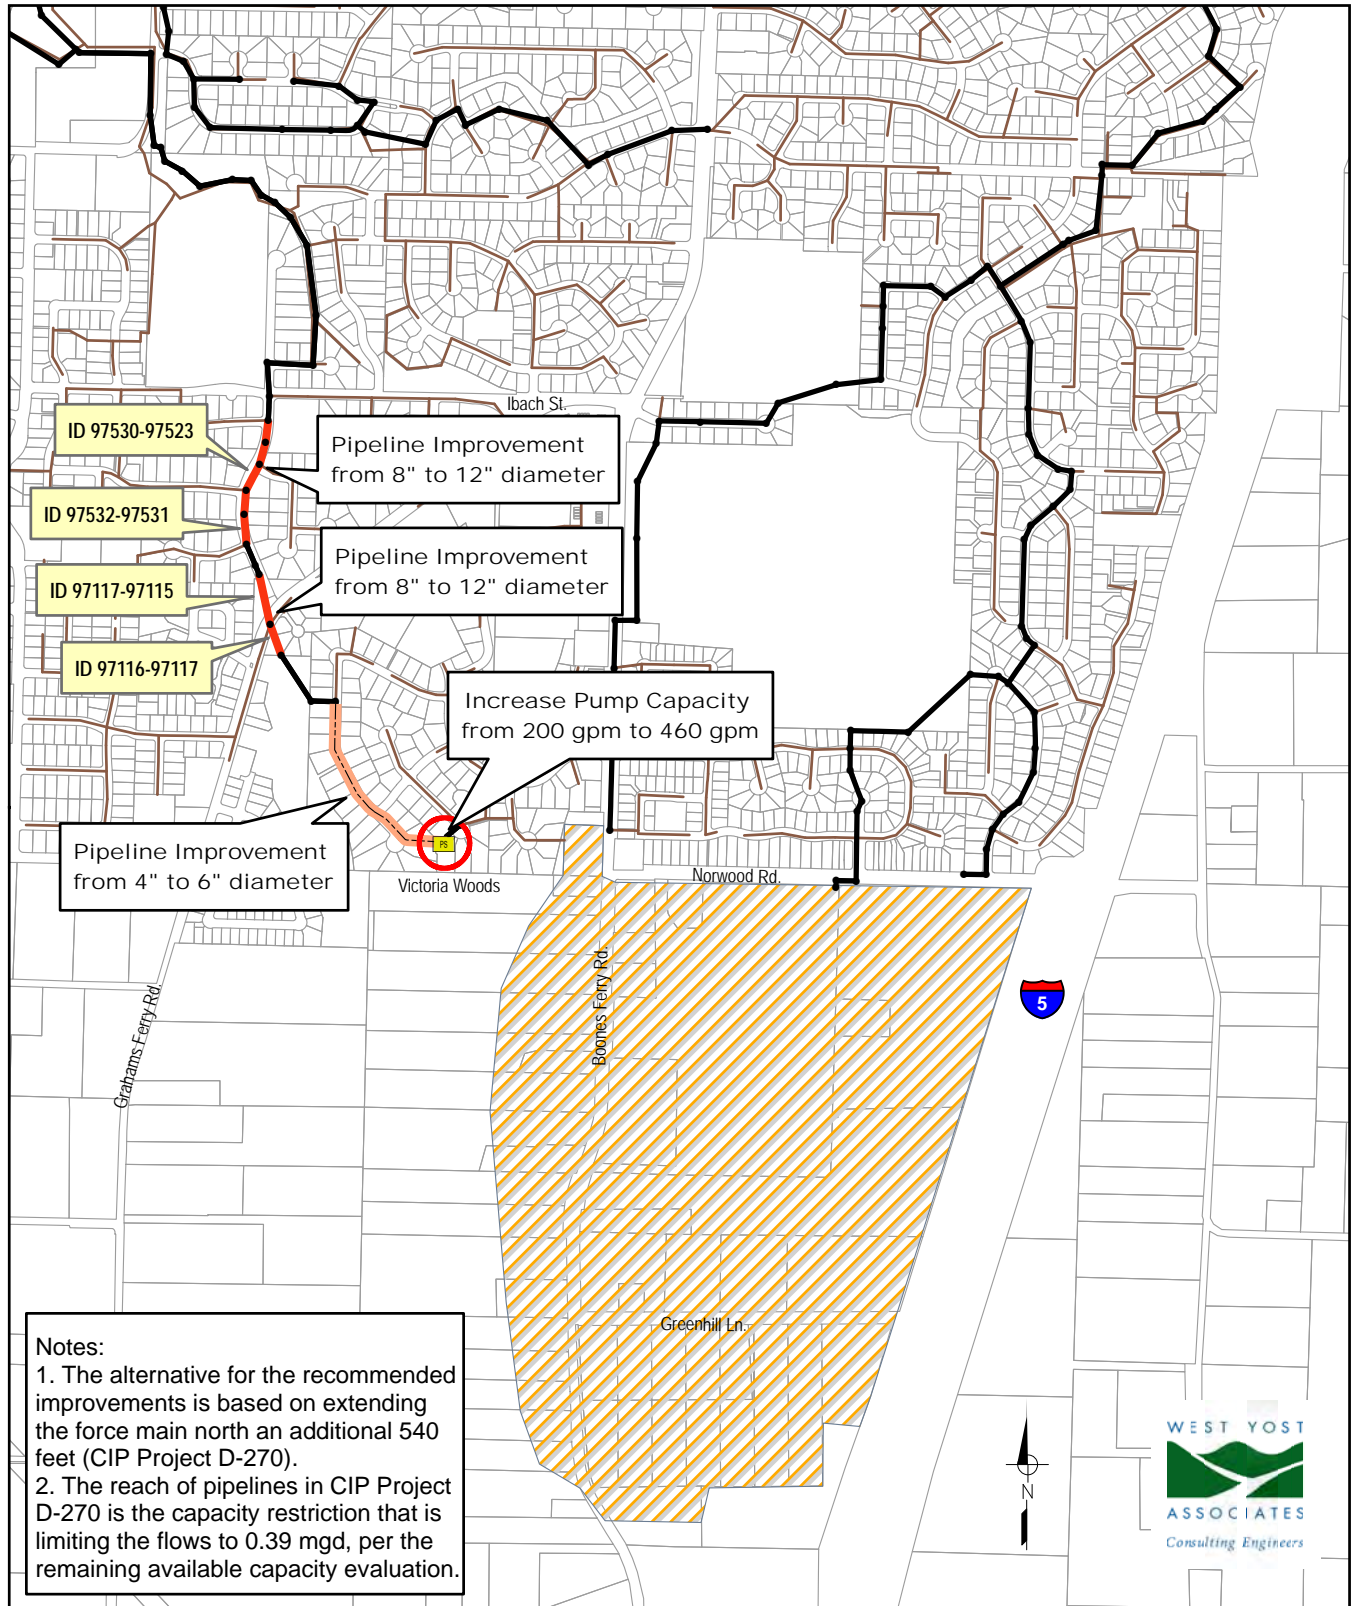 Ibach St.
ID 97530-97523
Pipeline Improvement
from 8" to 12" diameter
ID 97532-97531
Pipeline Improvement
from 8" to 12" diameter
ID 97117-97115
ID 97116-97117
Increase Pump Capacity
from 200 gpm to 460 gpm
Pipeline Improvement
from 4" to 6" diameter
PS
Victoria Woods
Norwood Rd.
Boones Ferry Rd.
Grahams Ferry Rd.
5
Greenhill Ln.
Notes:
1. The alternative for the recommended
improvements is based on extending
the force main north an additional 540
feet (CIP Project D-270).
2. The reach of pipelines in CIP Project
D-270 is the capacity restriction that is
limiting the flows to 0.39 mgd, per the
remaining available capacity evaluation.
N
WEST YOST
ASSOCIATES
Consulting Engineers